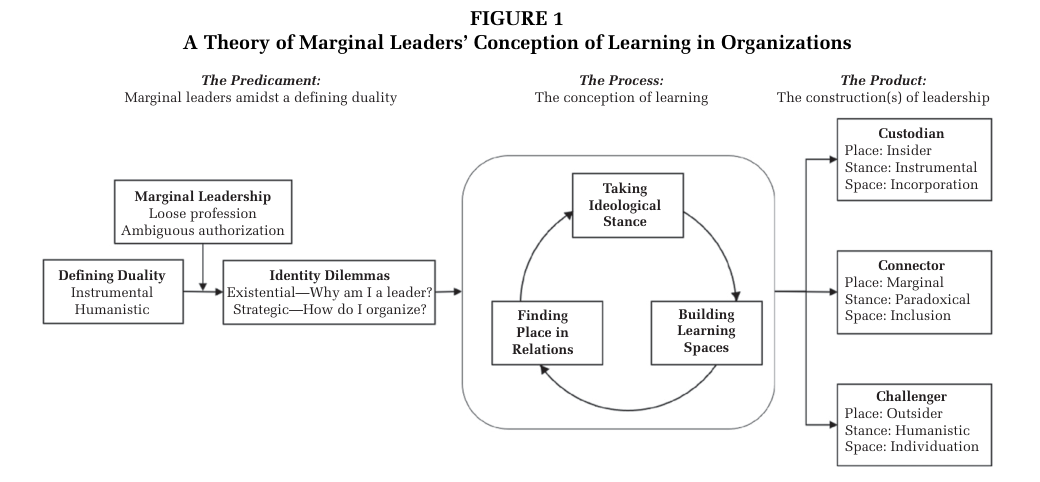 FIGURE 1
A Theory of Marginal Leaders’ Conception of Learning in Organizations
The Predicament:
Marginal leaders amidst a defining duality
The Process:
The conception of learning
The Product:
The construction(s) of leadership
Marginal Leadership
Loose profession
Ambiguous authorization
Defining Duality
Instrumental
Humanistic
Identity Dilemmas
Existential—Why am I a leader?
Strategic—How do I organize?
Taking
Ideological
Stance
Finding
Place in
Relations
Building
Learning
Spaces
Custodian
Place: Insider
Stance: Instrumental
Space: Incorporation
Connector
Place: Marginal
Stance: Paradoxical
Space: Inclusion
Challenger
Place: Outsider
Stance: Humanistic
Space: Individuation